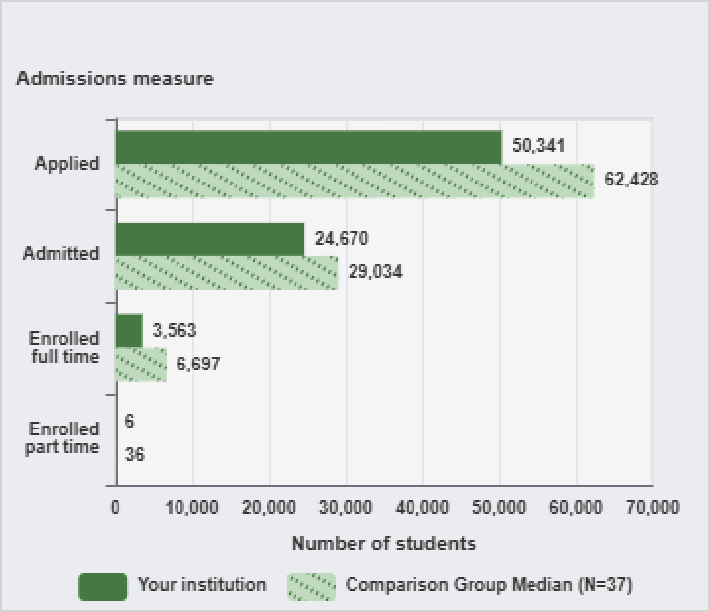 Admissions measure
Applied
50,341
62,428
Admitted
24,670
29,034
Enrolled
full time
3,563
6,697
Enrolled
part time
6
36
0 10,000 20,000 30,000 40,000 50,000 60,000 70,000
Number of students
Your institution Comparison Group Median (N=37)